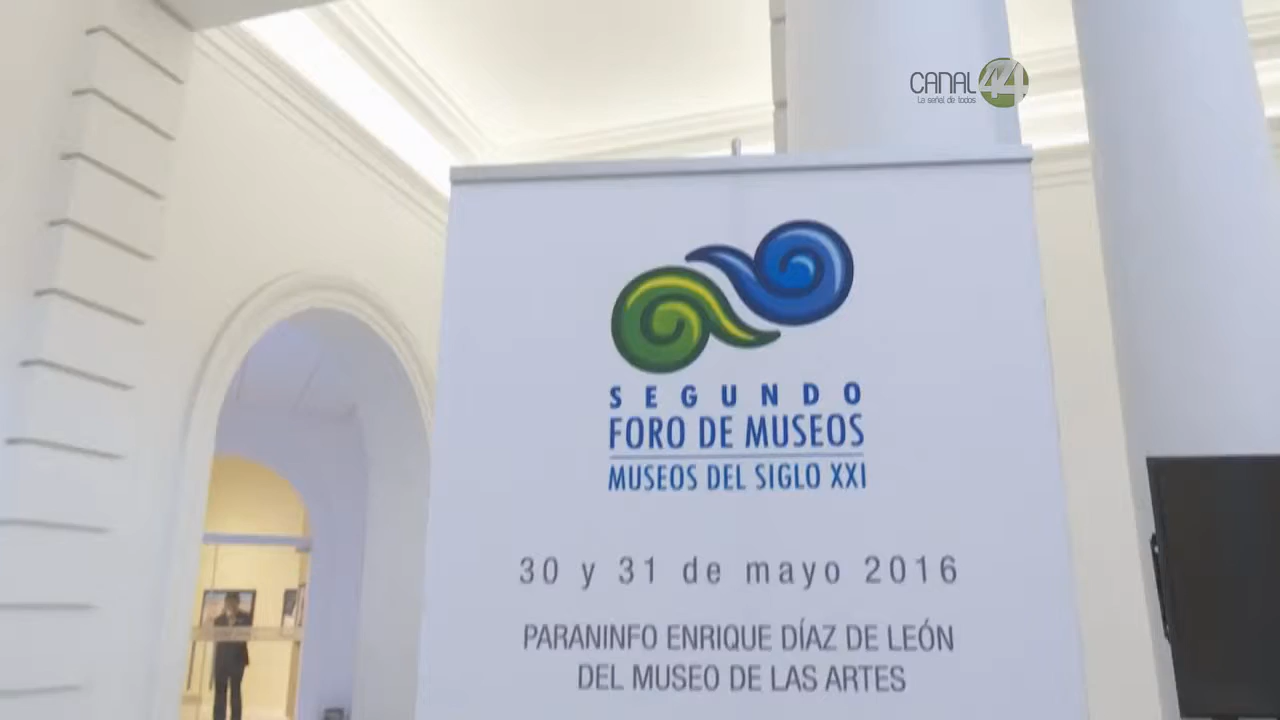 CANAL 44
La señal de todos
SEGUNDO
FORO DE MUSEOS
MUSEOS DEL SIGLO XXI
30 y 31 de mayo 2016
PARANINFO ENRIQUE DÍAZ DE LEÓN
DEL MUSEO DE LAS ARTES